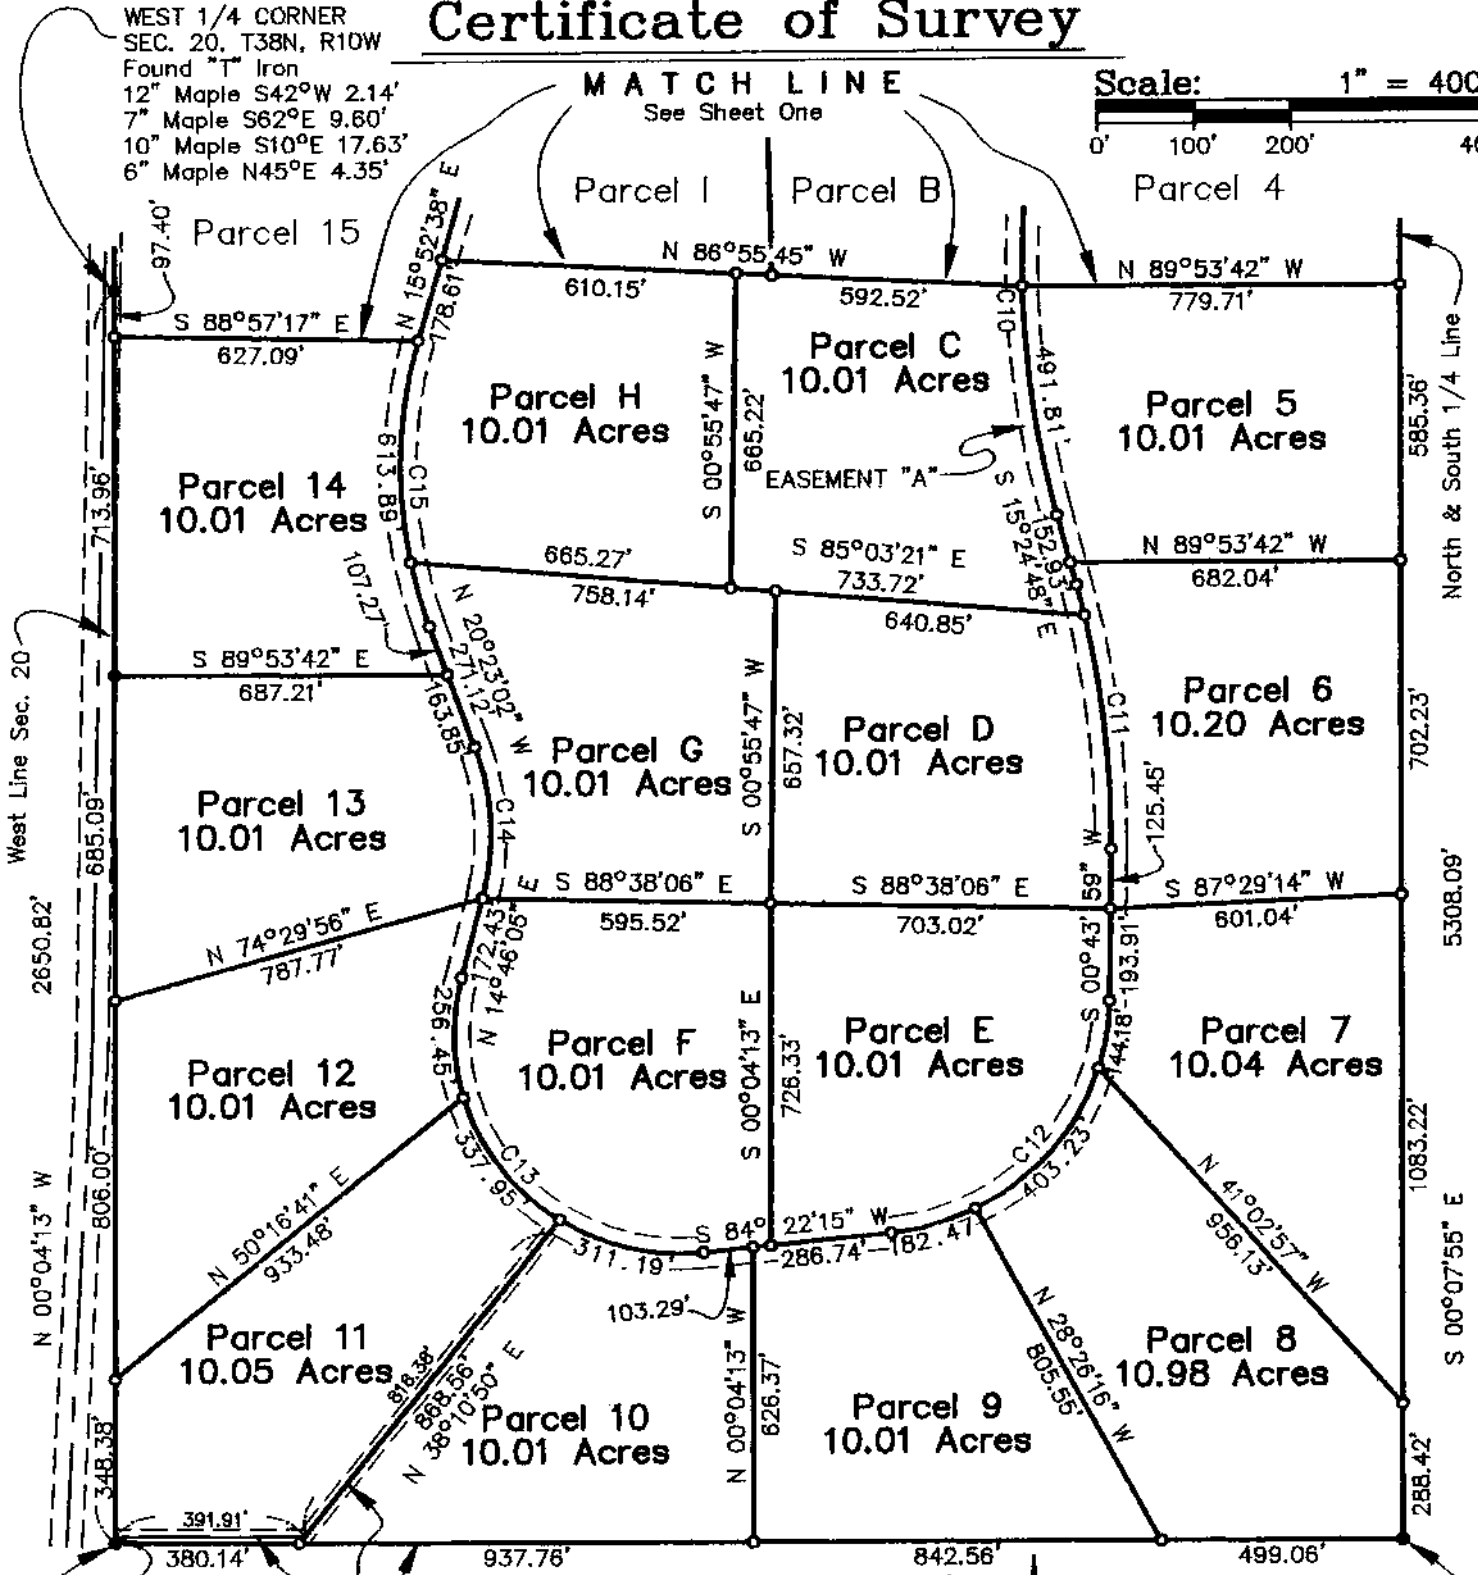 Certificate of Survey
WEST 1/4 CORNER
SEC. 20, T38N, R10W
Found "T" Iron
12" Maple S42°W 2.14'
7" Maple S62°E 9.60'
10" Maple S10°E 17.63'
6" Maple N45°E 4.35'
MATCH LINE
See Sheet One
Scale: 1" = 400
0' 100' 200' 40
Parcel 15
Parcel I
Parcel B
Parcel 4
97.40'
N 15°52'38" E
178.61'
N 86°55'45" W
610.15'
592.52'
N 89°53'42" W
779.71'
S 88°57'17" E
627.09'
C10
491.81'
North & South 1/4 Line
Parcel H
10.01 Acres
S 00°55'47" W
665.22'
Parcel C
10.01 Acres
Parcel 5
10.01 Acres
585.36'
EASEMENT "A"
713.96'
Parcel 14
10.01 Acres
613.89'
C15
S 15°24'48" E
152.93'
665.27'
758.14'
S 85°03'21" E
733.72'
640.85'
N 89°53'42" W
682.04'
107.27'
N 20°23'02" W
271.12'
163.85'
West Line Sec. 20
S 89°53'42" E
687.21'
Parcel G
10.01 Acres
S 00°55'47" W
657.32'
Parcel D
10.01 Acres
C11
Parcel 6
10.20 Acres
702.23'
685.09'
Parcel 13
10.01 Acres
C14
125.45'
2650.82'
5308.09'
N 74°29'56" E
787.77'
S 88°38'06" E
595.52'
S 88°38'06" E
703.02'
S 87°29'14" W
601.04'
172.43'
N 14°46'05" E
S 00°43'59" W
193.91'
256.45'
Parcel F
10.01 Acres
S 00°04'13" E
726.33'
Parcel E
10.01 Acres
144.18'
Parcel 7
10.04 Acres
Parcel 12
10.01 Acres
806.00'
N 00°04'13" W
1083.22'
S 00°07'55" E
C13
337.95'
C12
403.23'
N 50°16'41" E
933.48'
N 41°02'57" W
956.13'
S 84°22'15" W
311.19'
286.74'
182.47'
103.29'
Parcel 11
10.05 Acres
818.38'
868.56'
N 38°10'50" E
Parcel 10
10.01 Acres
N 00°04'13" W
626.37'
Parcel 9
10.01 Acres
N 28°26'16" W
805.55'
Parcel 8
10.98 Acres
348.38'
288.42'
391.91'
380.14'
937.76'
842.56'
499.06'